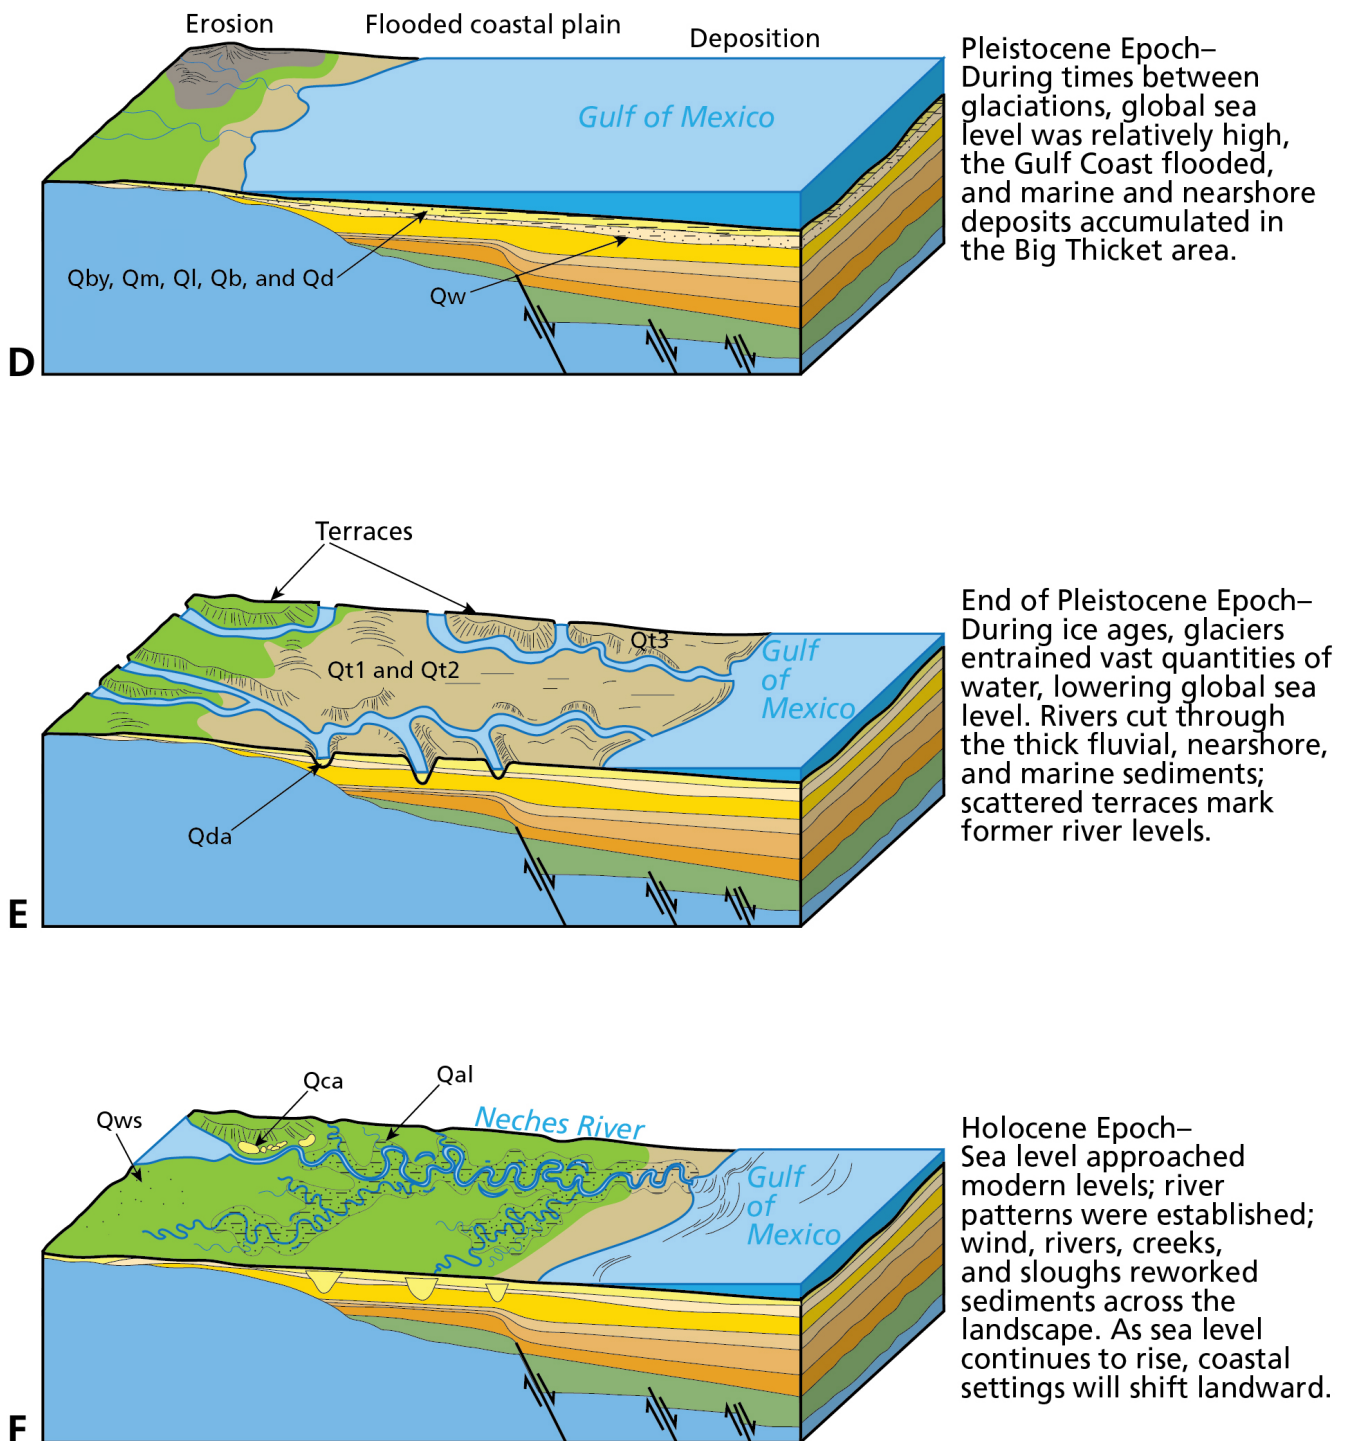 Erosion
Flooded coastal plain
Deposition
Gulf of Mexico
Qby, Qm, Ql, Qb, and Qd
Qw
D
Pleistocene Epoch–
During times between
glaciations, global sea
level was relatively high,
the Gulf Coast flooded,
and marine and nearshore
deposits accumulated in
the Big Thicket area.
Terraces
Qt3
Qt1 and Qt2
Gulf
of
Mexico
Qda
E
End of Pleistocene Epoch–
During ice ages, glaciers
entrained vast quantities of
water, lowering global sea
level. Rivers cut through
the thick fluvial, nearshore,
and marine sediments;
scattered terraces mark
former river levels.
Qca
Qal
Qws
Neches River
Gulf
of
Mexico
F
Holocene Epoch–
Sea level approached
modern levels; river
patterns were established;
wind, rivers, creeks,
and sloughs reworked
sediments across the
landscape. As sea level
continues to rise, coastal
settings will shift landward.